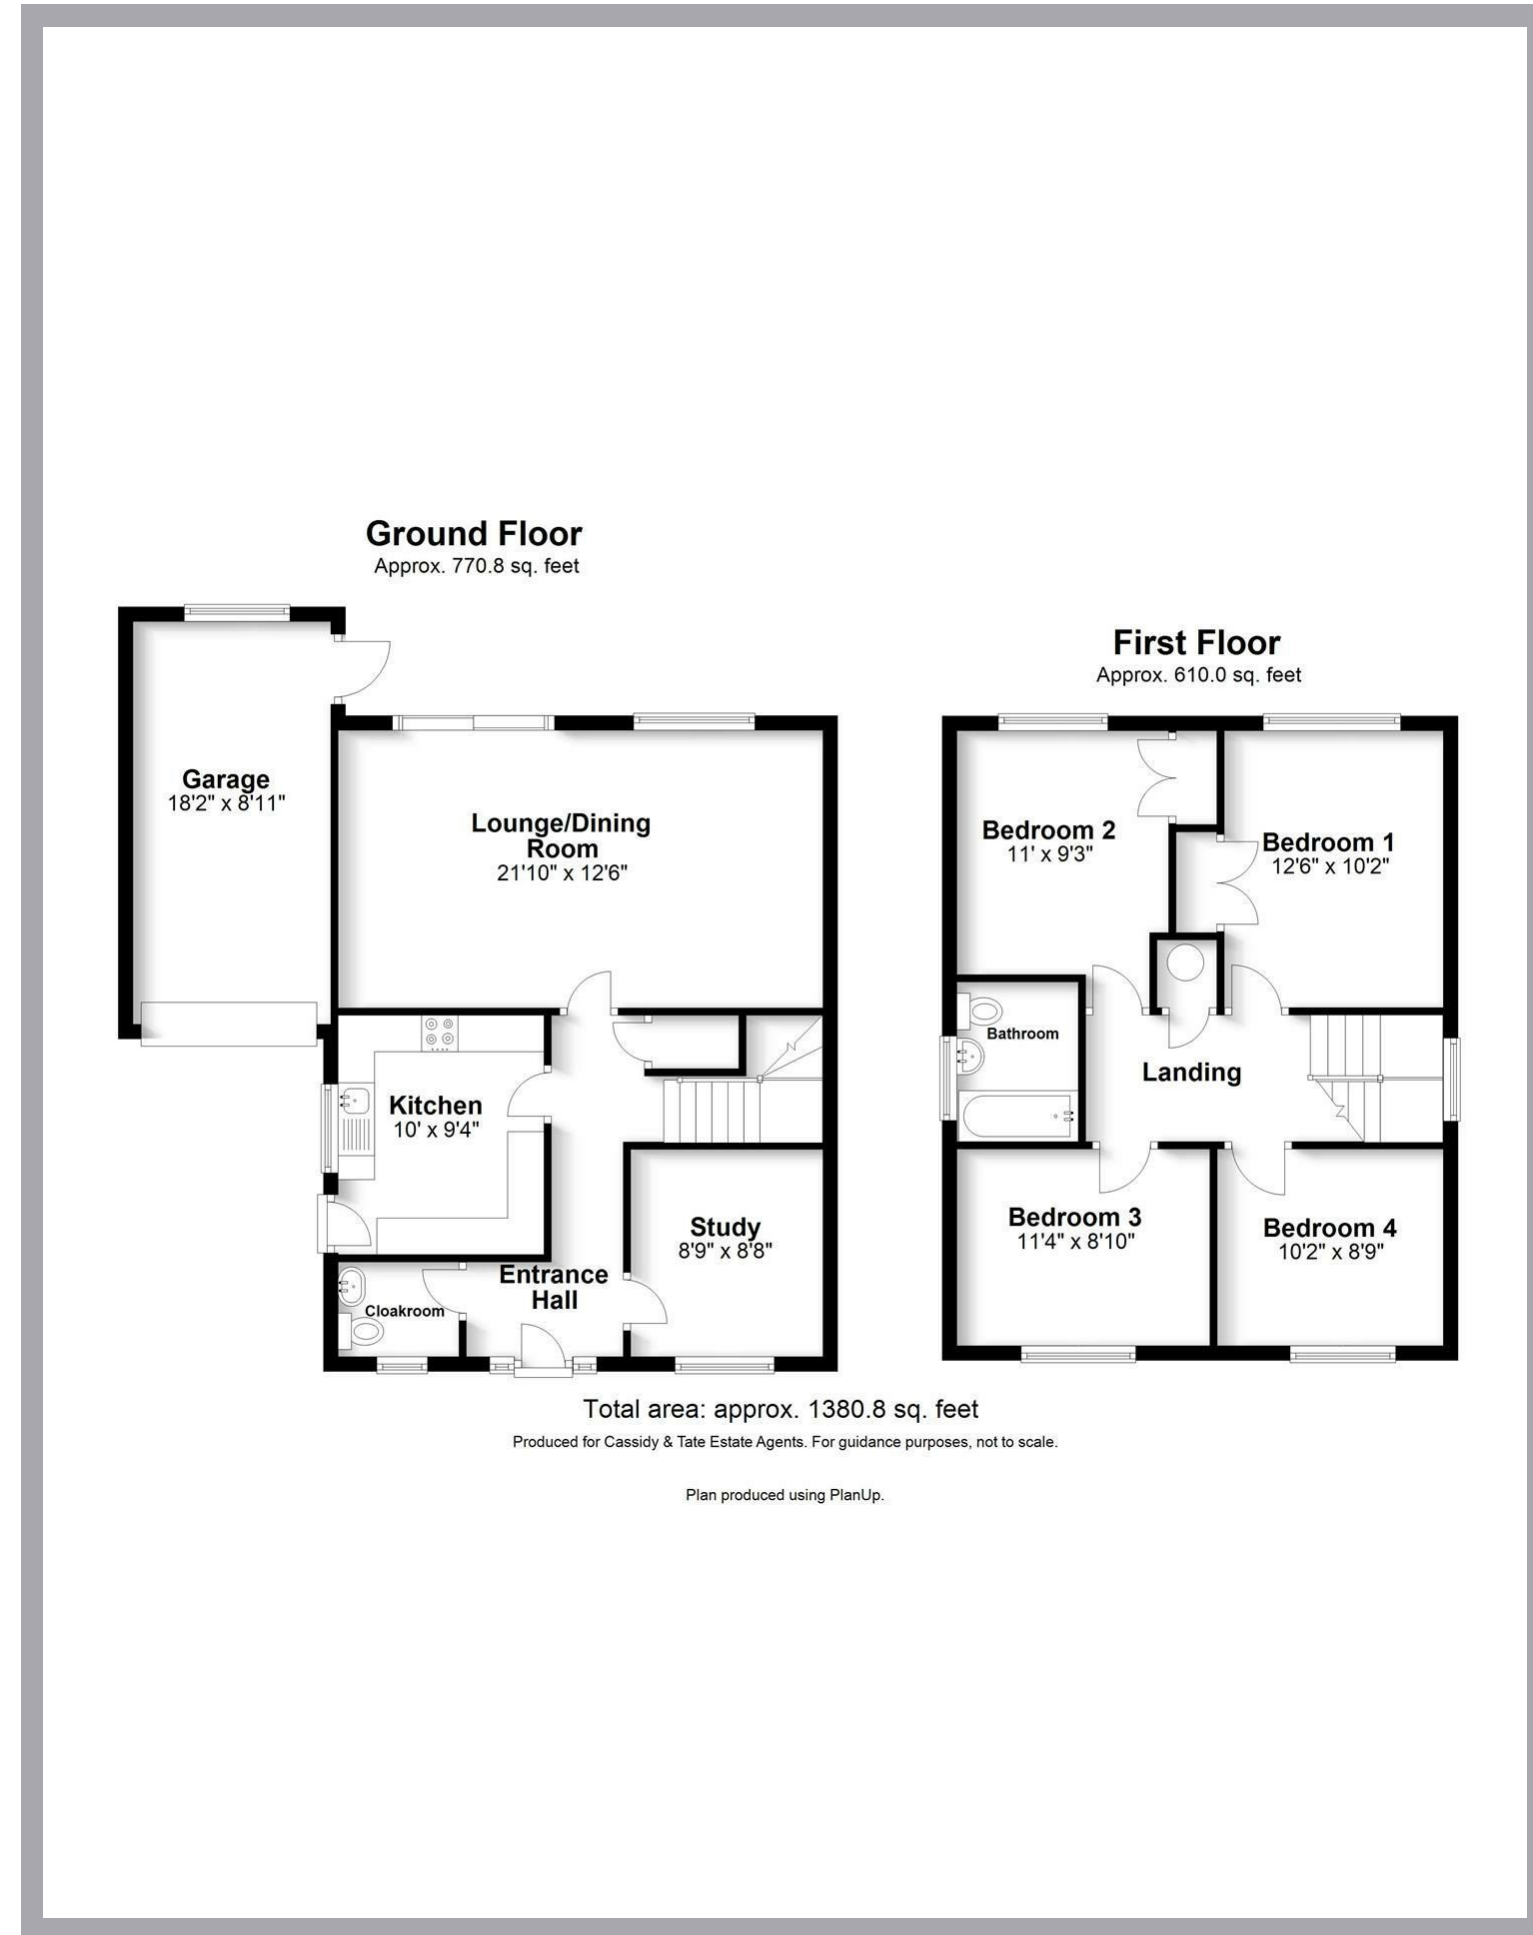 Ground Floor
Approx. 770.8 sq. feet
Garage
18'2" x 8'11"
Lounge/Dining
Room
21'10" x 12'6"
Kitchen
10' x 9'4"
Study
8'9" x 8'8"
Entrance
Hall
Cloakroom
First Floor
Approx. 610.0 sq. feet
Bedroom 2
11' x 9'3"
Bedroom 1
12'6" x 10'2"
Bathroom
Landing
Bedroom 3
11'4" x 8'10"
Bedroom 4
10'2" x 8'9"
Total area: approx. 1380.8 sq. feet
Produced for Cassidy & Tate Estate Agents. For guidance purposes, not to scale.
Plan produced using PlanUp.